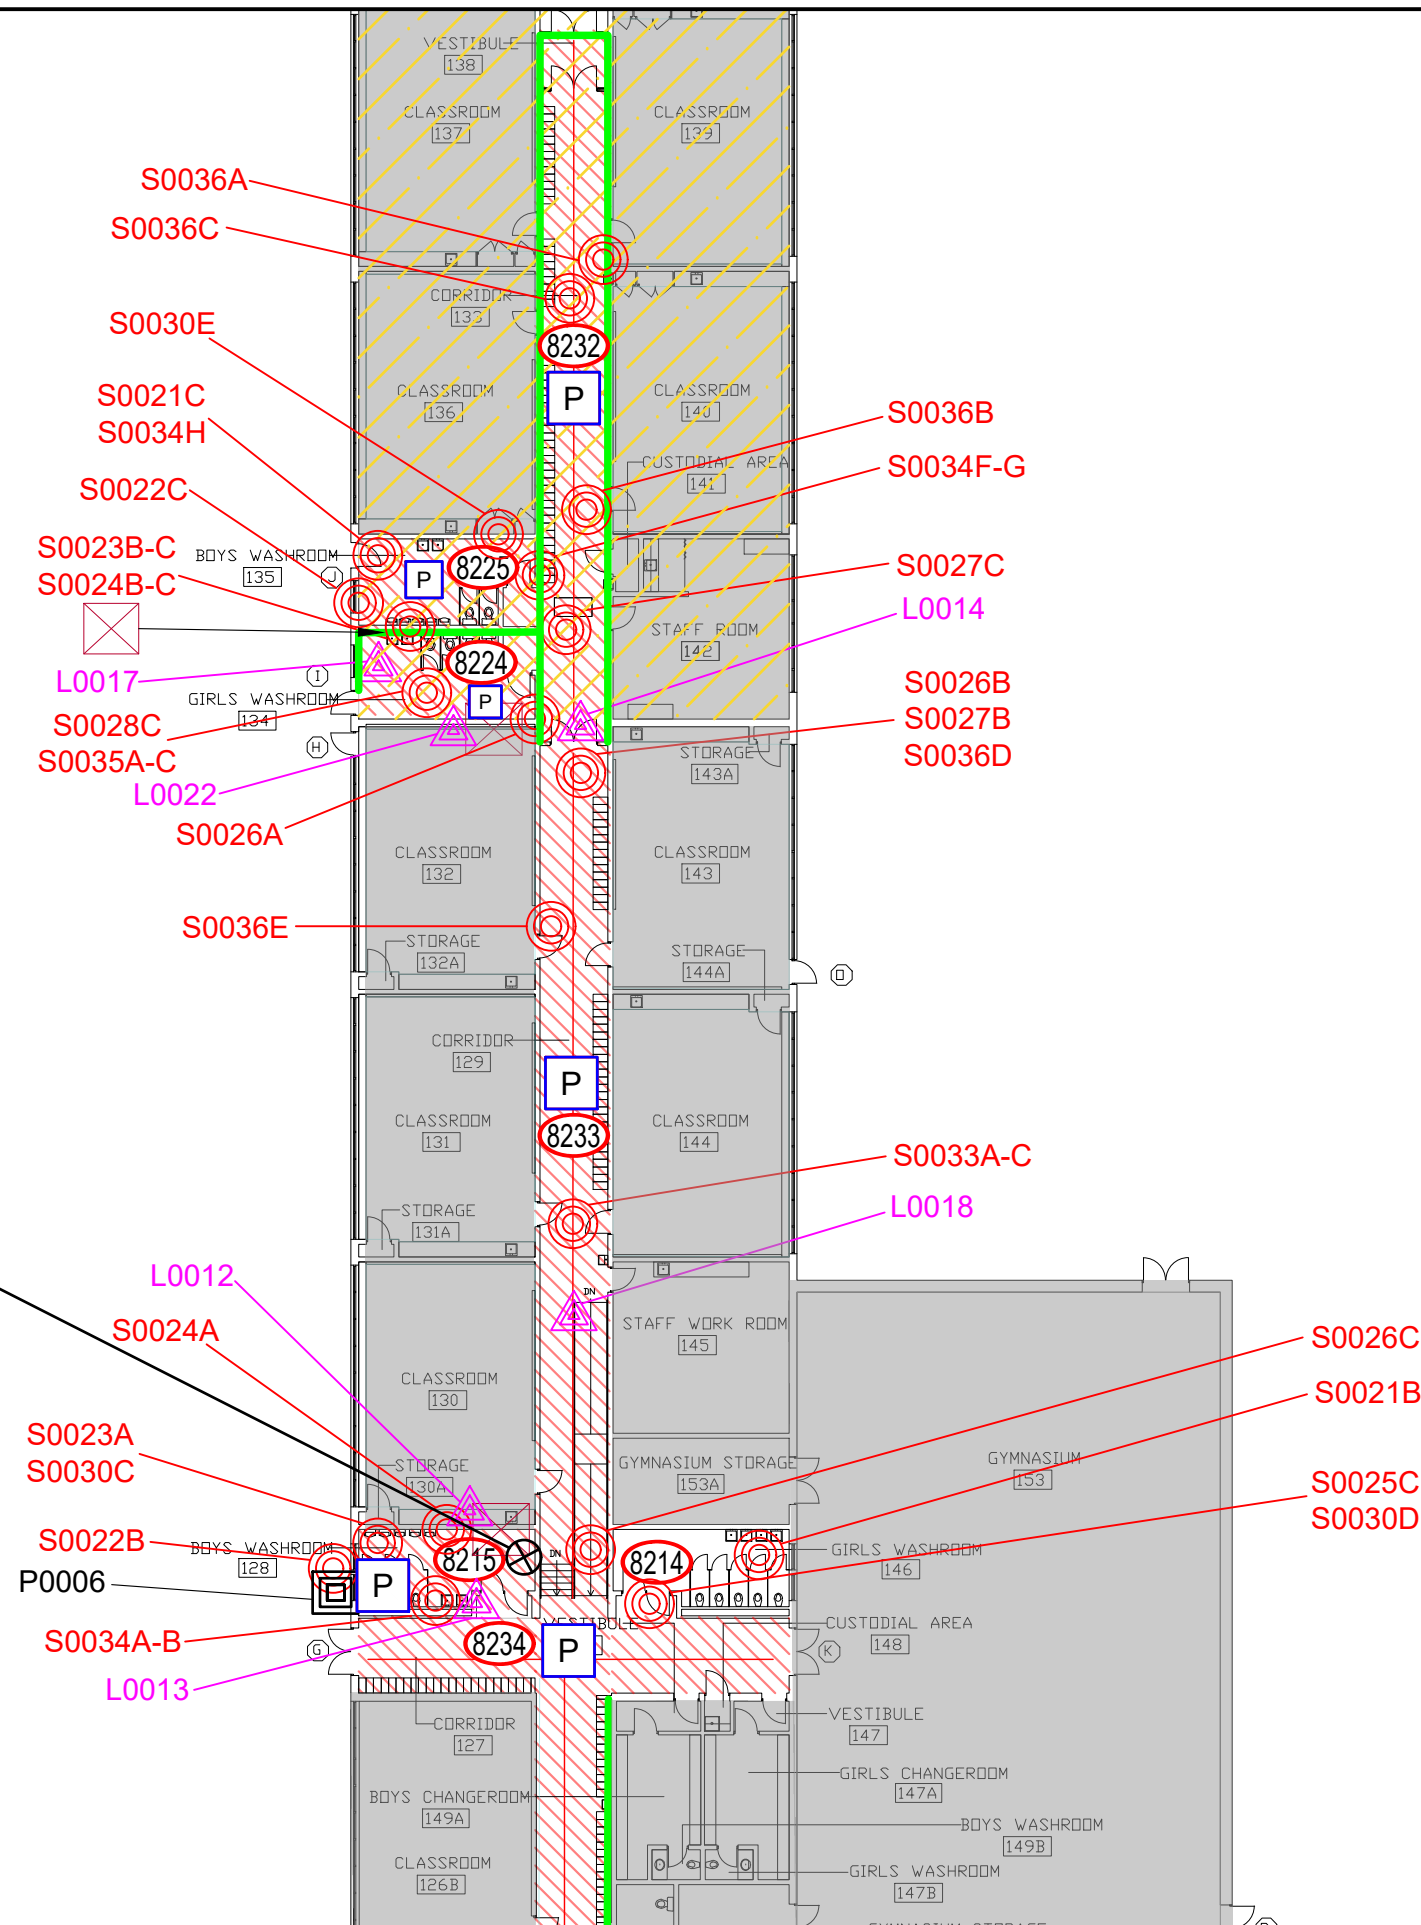 VESTIBULE
138
CLASSROOM
137
CLASSROOM
139
S0036A
S0036C
CORRIDOR
133
S0030E
8232
P
S0021C
S0034H
CLASSROOM
136
CLASSROOM
140
S0036B
CUSTODIAL AREA
141
S0034F-G
S0022C
S0023B-C
S0024B-C
BOYS WASHROOM
135
J
P
8225
S0027C
L0014
STAFF ROOM
142
8224
L0017
I
GIRLS WASHROOM
134
P
S0026B
S0027B
S0036D
S0028C
S0035A-C
H
L0022
S0026A
STORAGE
143A
CLASSROOM
132
CLASSROOM
143
S0036E
STORAGE
132A
STORAGE
144A
O
CORRIDOR
129
P
CLASSROOM
131
8233
CLASSROOM
144
S0033A-C
L0018
STORAGE
131A
L0012
DN
S0024A
STAFF WORK ROOM
145
S0026C
CLASSROOM
130
S0021B
S0023A
S0030C
STORAGE
130A
GYMNASIUM STORAGE
153A
GYMNASIUM
153
S0025C
S0030D
S0022B
BOYS WASHROOM
128
8215
DN
8214
GIRLS WASHROOM
146
P0006
P
S0034A-B
VESTIBULE
CUSTODIAL AREA
148
G
8234
P
K
L0013
CORRIDOR
127
VESTIBULE
147
GIRLS CHANGEROOM
147A
BOYS CHANGEROOM
149A
BOYS WASHROOM
149B
CLASSROOM
126B
GIRLS WASHROOM
147B